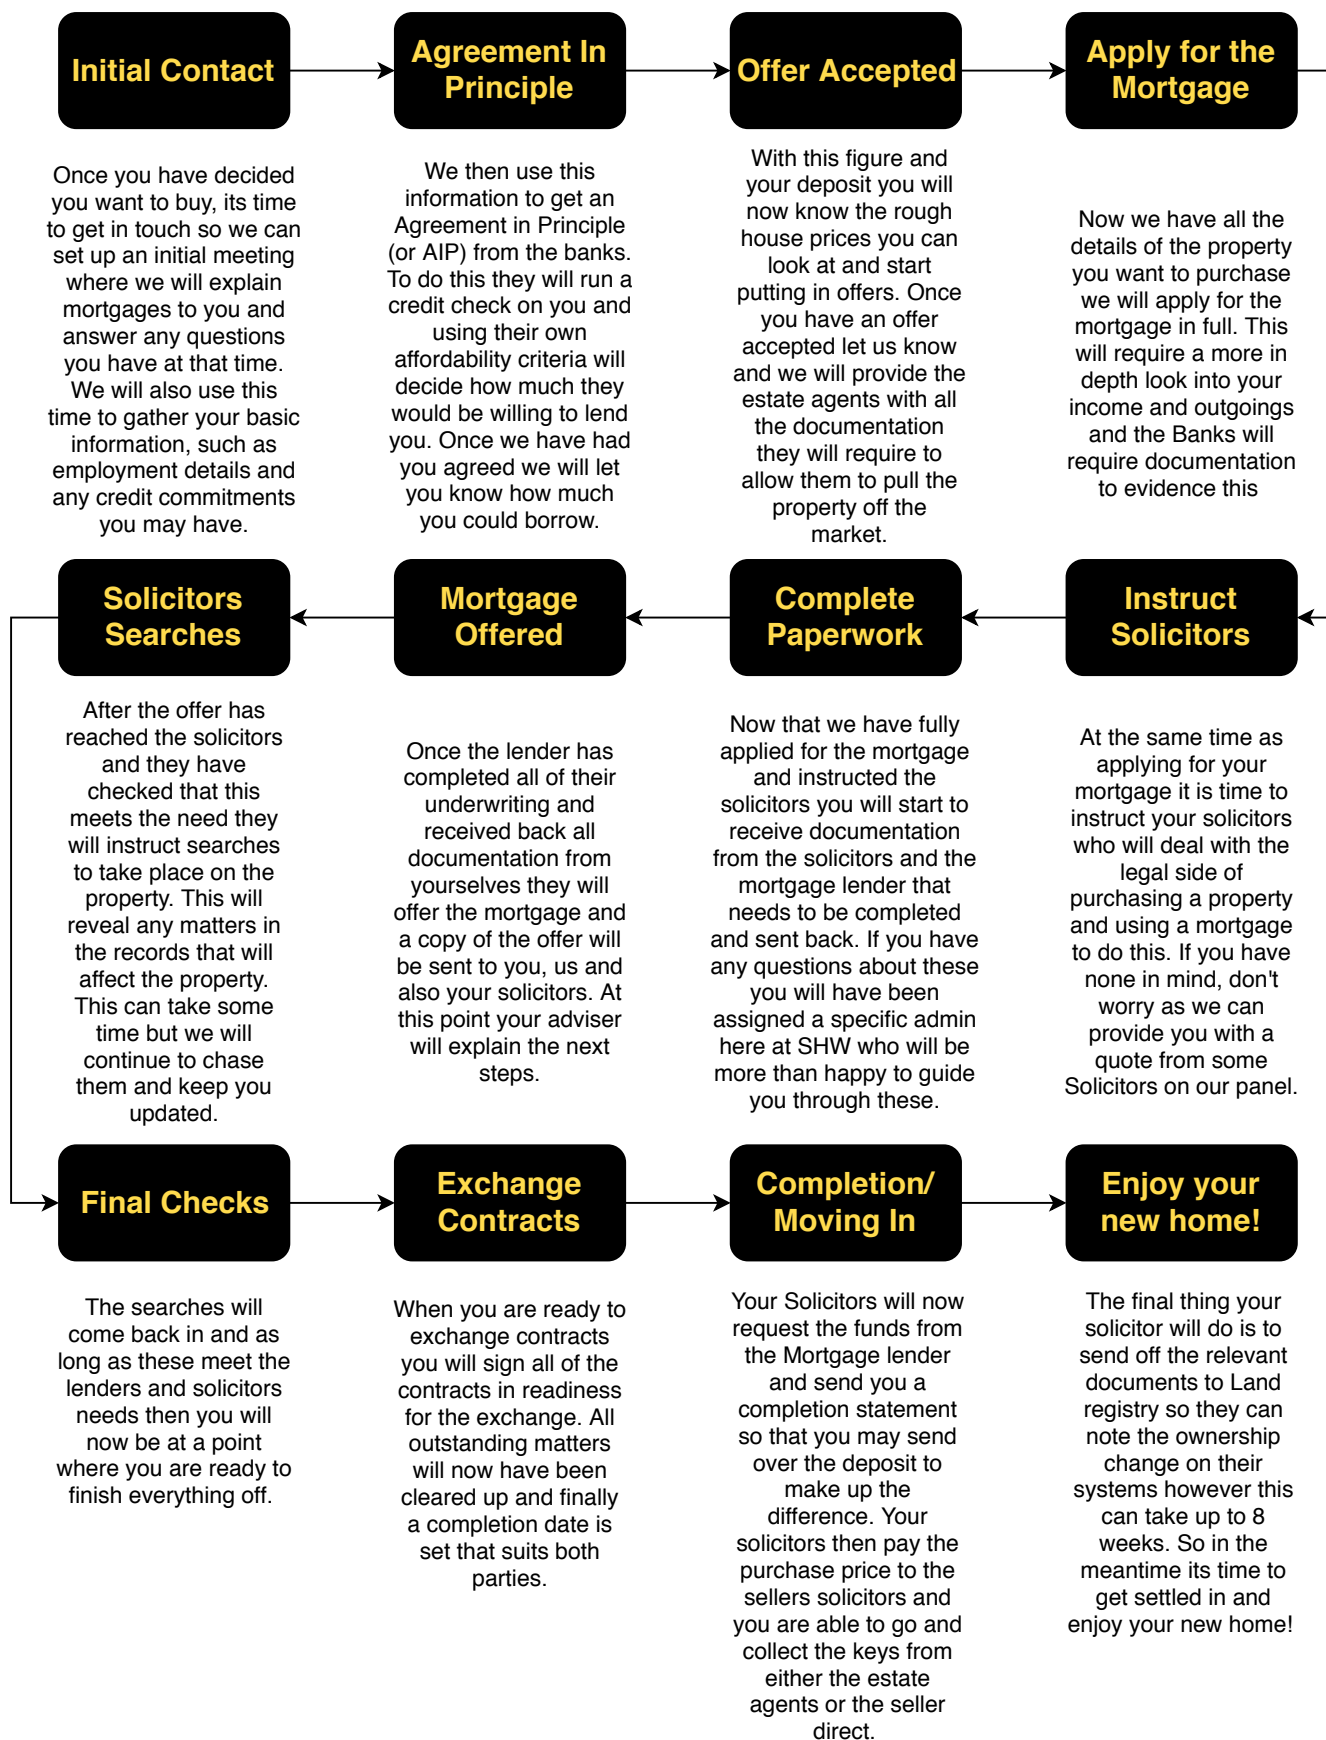 Initial Contact
Agreement In
Principle
Offer Accepted
Apply for the
Mortgage
Once you have decided
you want to buy, its time
to get in touch so we can
set up an initial meeting
where we will explain
mortgages to you and
answer any questions
you have at that time.
We will also use this
time to gather your basic
information, such as
employment details and
any credit commitments
you may have.
We then use this
information to get an
Agreement in Principle
(or AIP) from the banks.
To do this they will run a
credit check on you and
using their own
affordability criteria will
decide how much they
would be willing to lend
you. Once we have had
you agreed we will let
you know how much
you could borrow.
With this figure and
your deposit you will
now know the rough
house prices you can
look at and start
putting in offers. Once
you have an offer
accepted let us know
and we will provide the
estate agents with all
the documentation
they will require to
allow them to pull the
property off the
market.
Now we have all the
details of the property
you want to purchase
we will apply for the
mortgage in full. This
will require a more in
depth look into your
income and outgoings
and the Banks will
require documentation
to evidence this
Solicitors
Searches
Mortgage
Offered
Complete
Paperwork
Instruct
Solicitors
After the offer has
reached the solicitors
and they have
checked that this
meets the need they
will instruct searches
to take place on the
property. This will
reveal any matters in
the records that will
affect the property.
This can take some
time but we will
continue to chase
them and keep you
updated.
Once the lender has
completed all of their
underwriting and
received back all
documentation from
yourselves they will
offer the mortgage and
a copy of the offer will
be sent to you, us and
also your solicitors. At
this point your adviser
will explain the next
steps.
Now that we have fully
applied for the mortgage
and instructed the
solicitors you will start to
receive documentation
from the solicitors and the
mortgage lender that
needs to be completed
and sent back. If you have
any questions about these
you will have been
assigned a specific admin
here at SHW who will be
more than happy to guide
you through these.
At the same time as
applying for your
mortgage it is time to
instruct your solicitors
who will deal with the
legal side of
purchasing a property
and using a mortgage
to do this. If you have
none in mind, don't
worry as we can
provide you with a
quote from some
Solicitors on our panel.
Final Checks
Exchange
Contracts
Completion/
Moving In
Enjoy your
new home!
The searches will
come back in and as
long as these meet the
lenders and solicitors
needs then you will
now be at a point
where you are ready to
finish everything off.
When you are ready to
exchange contracts
you will sign all of the
contracts in readiness
for the exchange. All
outstanding matters
will now have been
cleared up and finally
a completion date is
set that suits both
parties.
Your Solicitors will now
request the funds from
the Mortgage lender
and send you a
completion statement
so that you may send
over the deposit to
make up the
difference. Your
solicitors then pay the
purchase price to the
sellers solicitors and
you are able to go and
collect the keys from
either the estate
agents or the seller
direct.
The final thing your
solicitor will do is to
send off the relevant
documents to Land
registry so they can
note the ownership
change on their
systems however this
can take up to 8
weeks. So in the
meantime its time to
get settled in and
enjoy your new home!